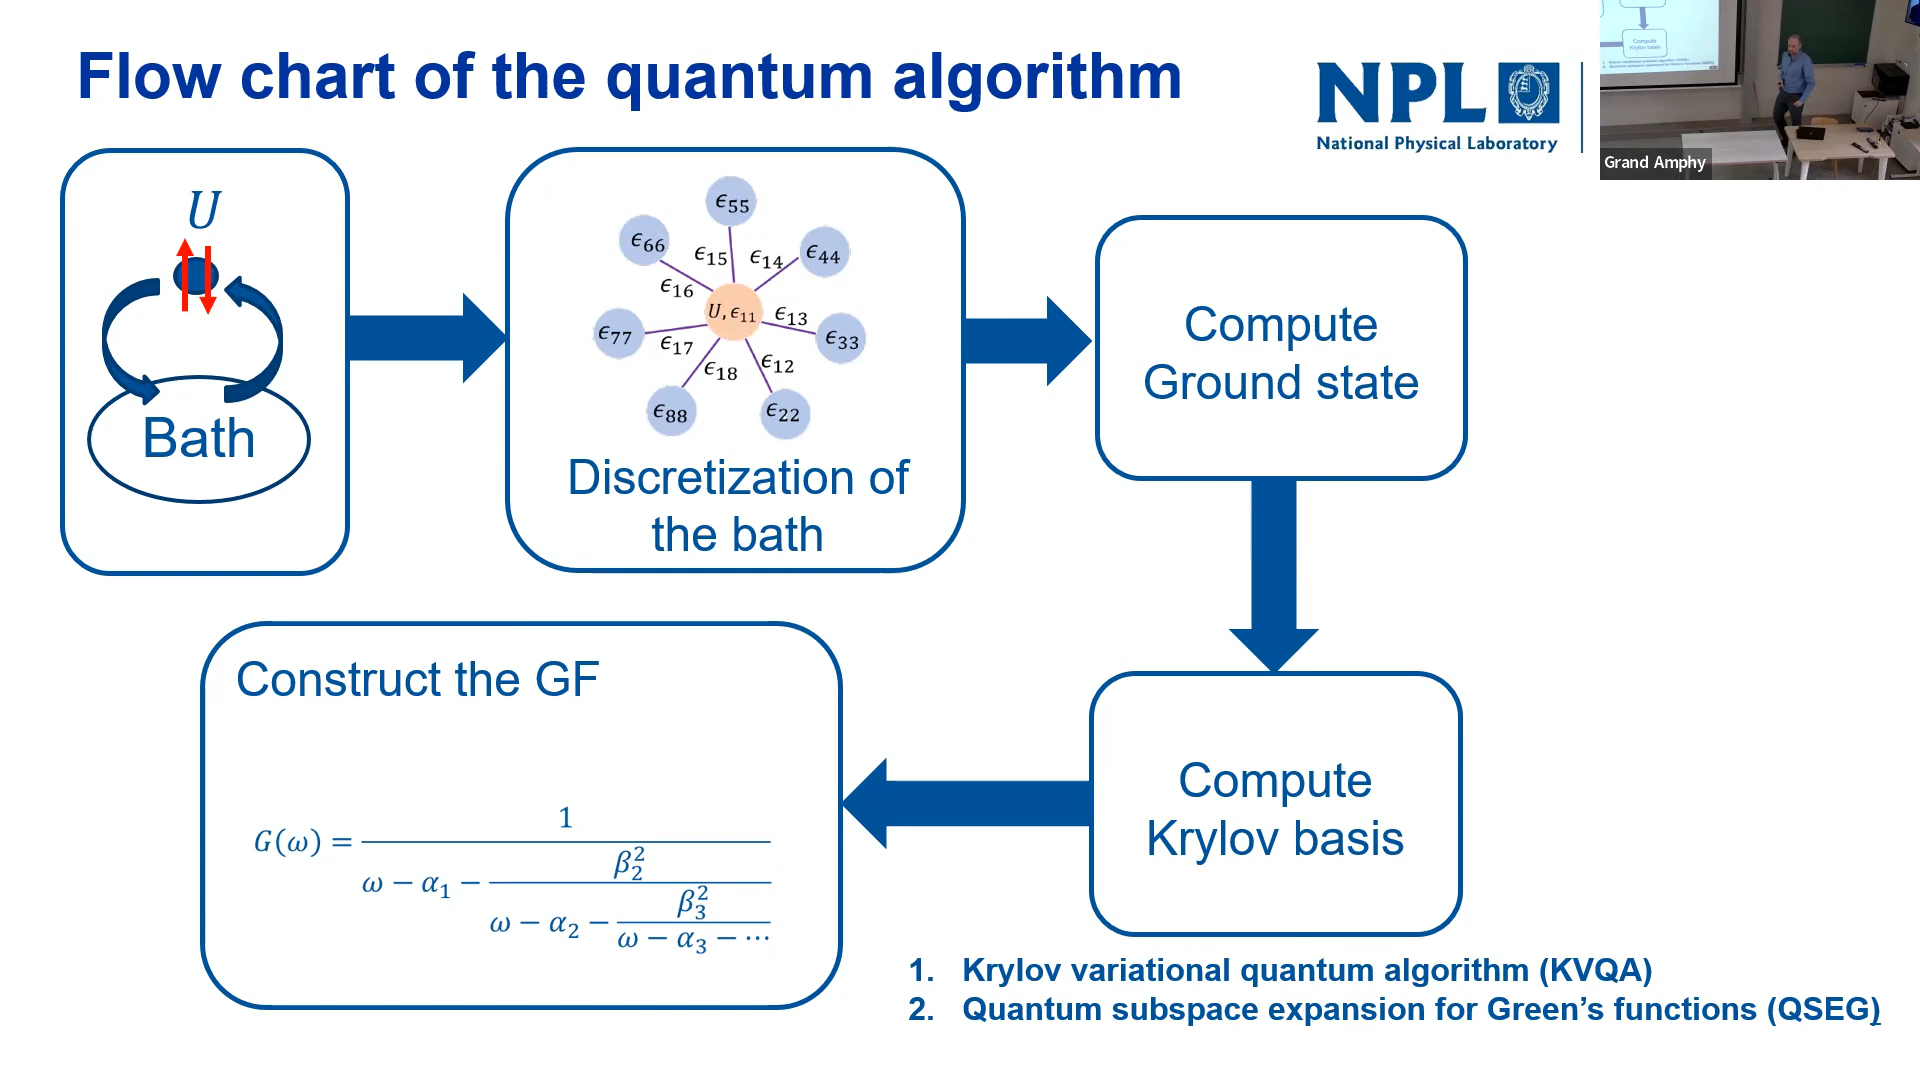 Flow chart of the quantum algorithm
NPL
National Physical Laboratory
Grand Amphy
U
Bath
ϵ55
ϵ66
ϵ44
ϵ15
ϵ14
ϵ16
U, ϵ11
ϵ13
ϵ77
ϵ33
ϵ17
ϵ18
ϵ12
ϵ88
ϵ22
Discretization of
the bath
Compute
Ground state
Compute
Krylov basis
Construct the GF
G(ω) = 1 / (ω − α₁ − β₂² / (ω − α₂ − β₃² / (ω − α₃ − ⋯)))
1. Krylov variational quantum algorithm (KVQA)
2. Quantum subspace expansion for Green’s functions (QSEG)
Compute
Krylov basis